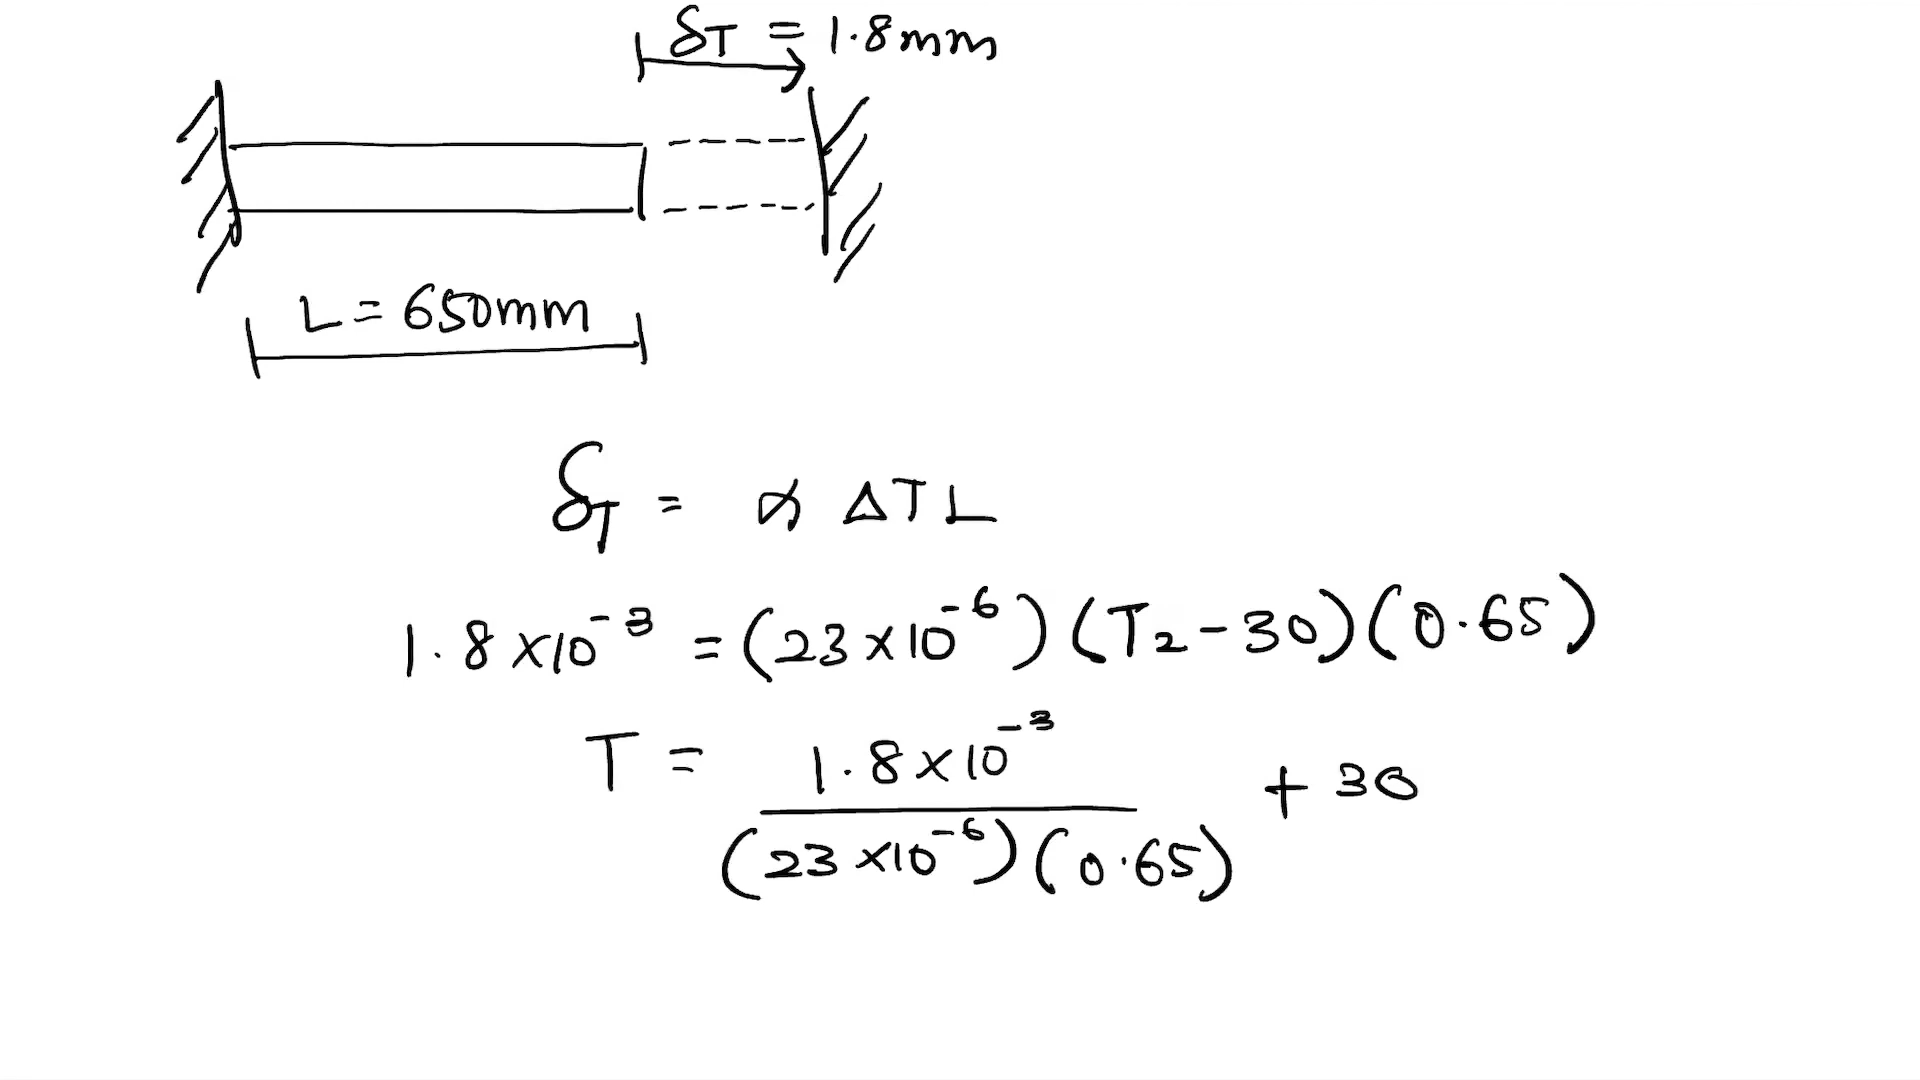 δT = 1.8mm
L = 650mm
δT = α ΔT L
1.8 x10⁻³ = (23 x10⁻⁶) (T₂-30) (0.65)
T = 1.8 x 10⁻³ + 30
(23 x10⁻⁶) (0.65)